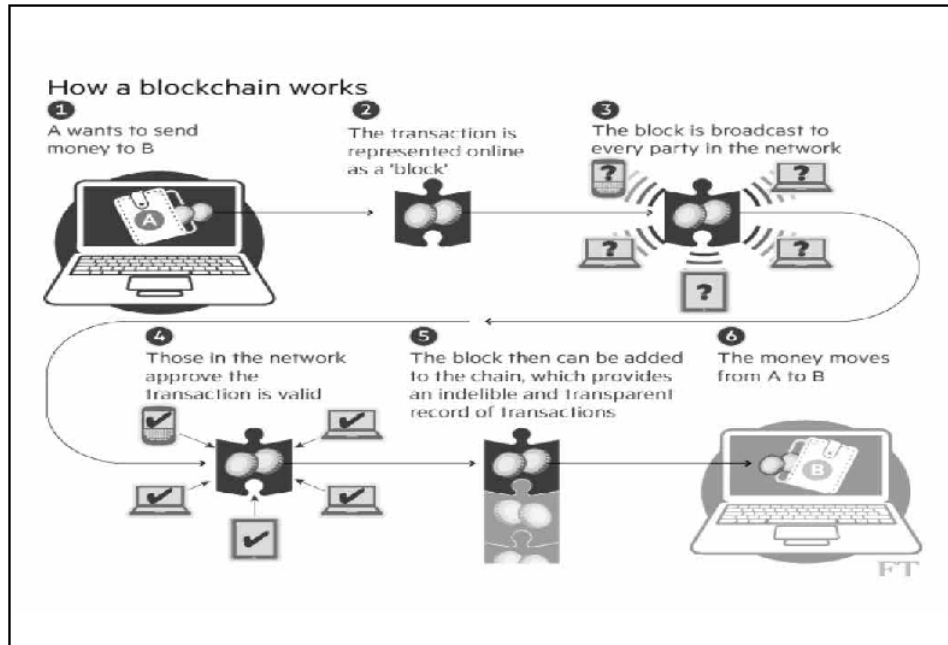 How a blockchain works
1
A wants to send
money to B
2
The transaction is
represented online
as a 'block'
3
The block is broadcast to
every party in the network
A
?
?
?
?
?
4
Those in the network
approve the
transaction is valid
5
The block then can be added
to the chain, which provides
an indelible and transparent
record of transactions
6
The money moves
from A to B
B
FT